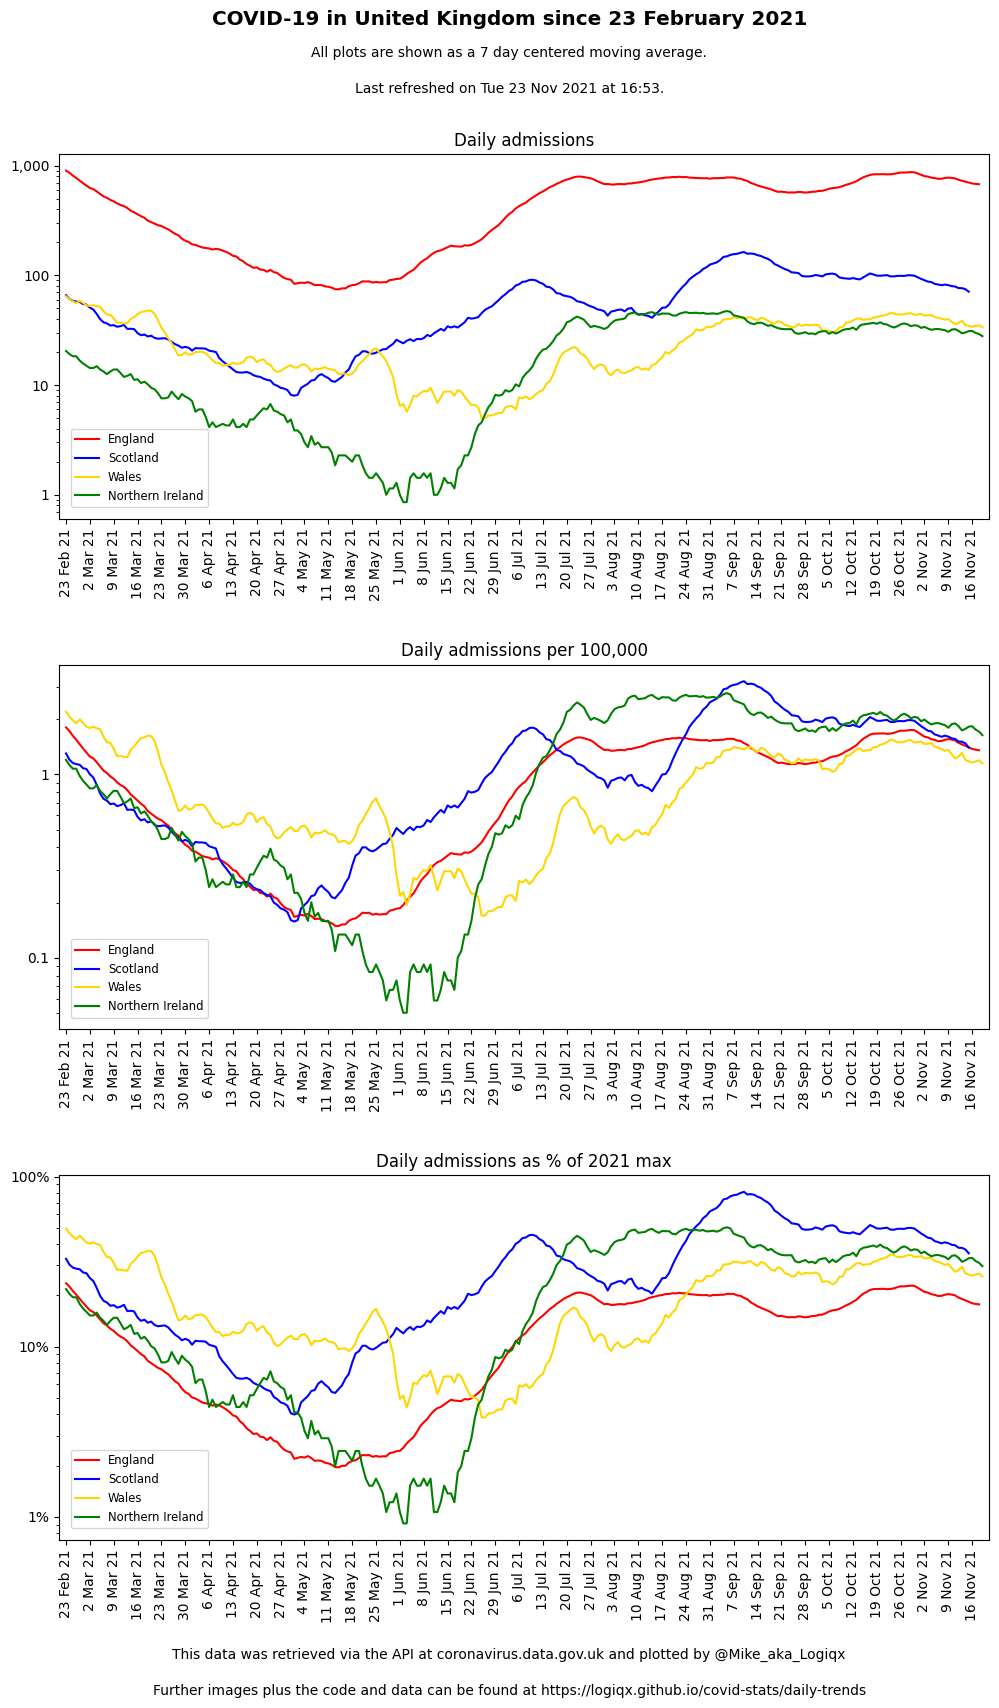 COVID-19 in United Kingdom since 23 February 2021
All plots are shown as a 7 day centered moving average.
Last refreshed on Tue 23 Nov 2021 at 16:53.
Daily admissions
1,000
100
10
1
England
Scotland
Wales
Northern Ireland
23 Feb 21
2 Mar 21
9 Mar 21
16 Mar 21
23 Mar 21
30 Mar 21
6 Apr 21
13 Apr 21
20 Apr 21
27 Apr 21
4 May 21
11 May 21
18 May 21
25 May 21
1 Jun 21
8 Jun 21
15 Jun 21
22 Jun 21
29 Jun 21
6 Jul 21
13 Jul 21
20 Jul 21
27 Jul 21
3 Aug 21
10 Aug 21
17 Aug 21
24 Aug 21
31 Aug 21
7 Sep 21
14 Sep 21
21 Sep 21
28 Sep 21
5 Oct 21
12 Oct 21
19 Oct 21
26 Oct 21
2 Nov 21
9 Nov 21
16 Nov 21
Daily admissions per 100,000
1
0.1
England
Scotland
Wales
Northern Ireland
23 Feb 21
2 Mar 21
9 Mar 21
16 Mar 21
23 Mar 21
30 Mar 21
6 Apr 21
13 Apr 21
20 Apr 21
27 Apr 21
4 May 21
11 May 21
18 May 21
25 May 21
1 Jun 21
8 Jun 21
15 Jun 21
22 Jun 21
29 Jun 21
6 Jul 21
13 Jul 21
20 Jul 21
27 Jul 21
3 Aug 21
10 Aug 21
17 Aug 21
24 Aug 21
31 Aug 21
7 Sep 21
14 Sep 21
21 Sep 21
28 Sep 21
5 Oct 21
12 Oct 21
19 Oct 21
26 Oct 21
2 Nov 21
9 Nov 21
16 Nov 21
Daily admissions as % of 2021 max
100%
10%
1%
England
Scotland
Wales
Northern Ireland
23 Feb 21
2 Mar 21
9 Mar 21
16 Mar 21
23 Mar 21
30 Mar 21
6 Apr 21
13 Apr 21
20 Apr 21
27 Apr 21
4 May 21
11 May 21
18 May 21
25 May 21
1 Jun 21
8 Jun 21
15 Jun 21
22 Jun 21
29 Jun 21
6 Jul 21
13 Jul 21
20 Jul 21
27 Jul 21
3 Aug 21
10 Aug 21
17 Aug 21
24 Aug 21
31 Aug 21
7 Sep 21
14 Sep 21
21 Sep 21
28 Sep 21
5 Oct 21
12 Oct 21
19 Oct 21
26 Oct 21
2 Nov 21
9 Nov 21
16 Nov 21
This data was retrieved via the API at coronavirus.data.gov.uk and plotted by @Mike_aka_Logiqx
Further images plus the code and data can be found at https://logiqx.github.io/covid-stats/daily-trends